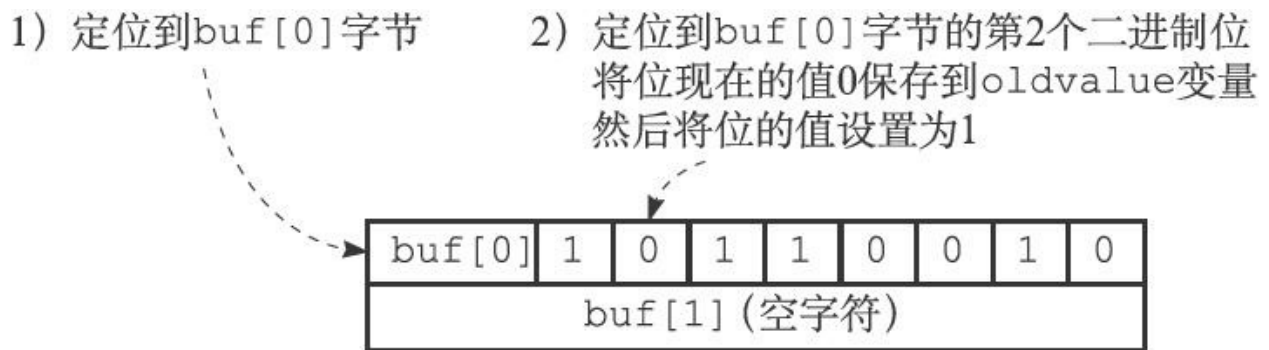 1) 定位到buf[0]字节
2) 定位到buf[0]字节的第2个二进制位
将位现在的值0保存到oldvalue变量
然后将位的值设置为1
buf[0] 1 0 1 1 0 0 1 0
buf[1](空字符)